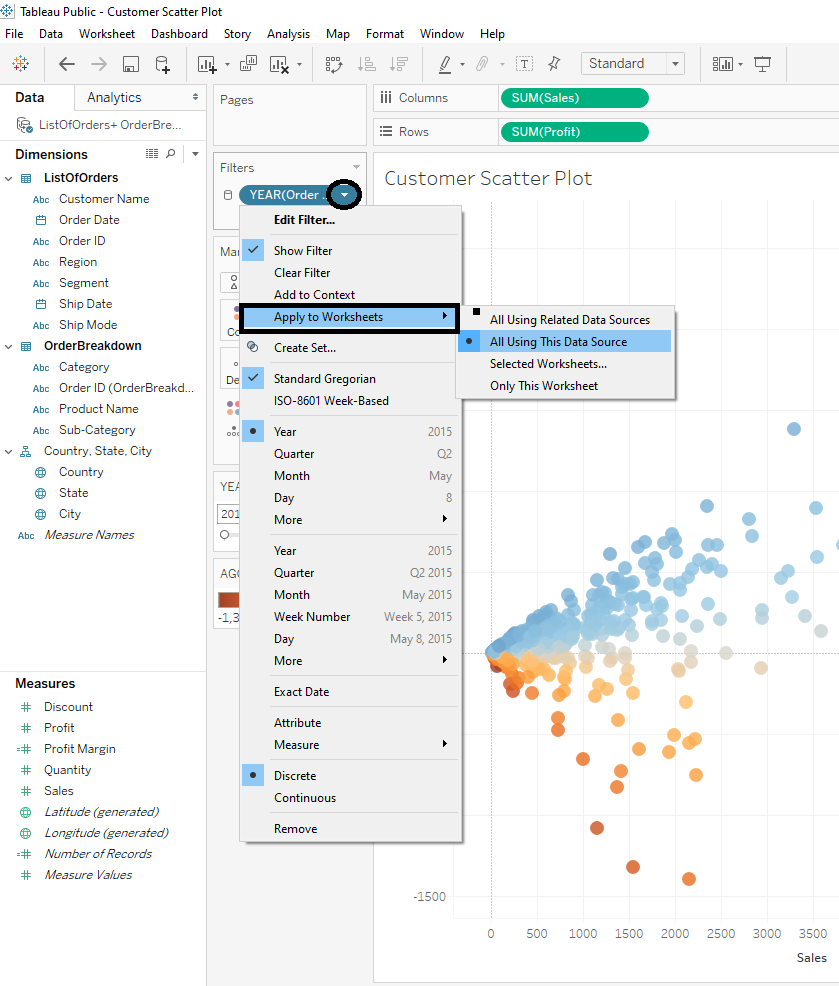 Tableau Public - Customer Scatter Plot
File Data Worksheet Dashboard Story Analysis Map Format Window Help
Standard
Data Analytics
ListOfOrders+ OrderBre...
Dimensions
ListOfOrders
Abc Customer Name
Order Date
Abc Order ID
Abc Region
Abc Segment
Ship Date
Abc Ship Mode
OrderBreakdown
Abc Category
Abc Order ID (OrderBreakd...
Abc Product Name
Abc Sub-Category
Country, State, City
Country
State
City
Abc Measure Names
Measures
Discount
Profit
Profit Margin
Quantity
Sales
Latitude (generated)
Longitude (generated)
Number of Records
Measure Values
Pages
Filters
YEAR(Order
Edit Filter...
Show Filter
Clear Filter
Add to Context
Apply to Worksheets
Create Set...
Standard Gregorian
ISO-8601 Week-Based
Year 2015
Quarter Q2
Month May
Day 8
More
Year 2015
Quarter Q2 2015
Month May 2015
Week Number Week 5, 2015
Day May 8, 2015
More
Exact Date
Attribute
Measure
Discrete
Continuous
Remove
All Using Related Data Sources
All Using This Data Source
Selected Worksheets...
Only This Worksheet
Columns SUM(Sales)
Rows SUM(Profit)
Customer Scatter Plot
-1500
0 500 1000 1500 2000 2500 3000 3500
Sales